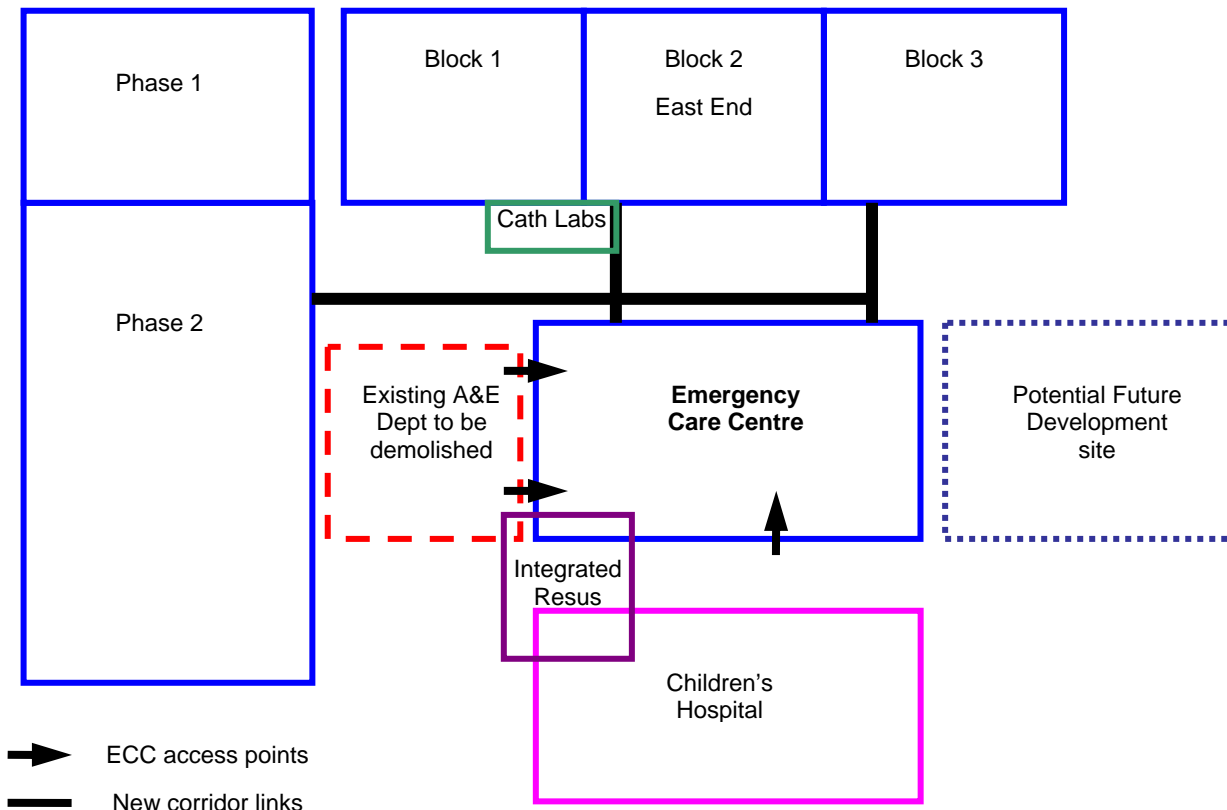 Phase 1
Block 1
Block 2
East End
Block 3
Cath Labs
Phase 2
Existing A&E
Dept to be
demolished
Emergency
Care Centre
Potential Future
Development
site
Integrated
Resus
Children’s
Hospital
ECC access points
New corridor links